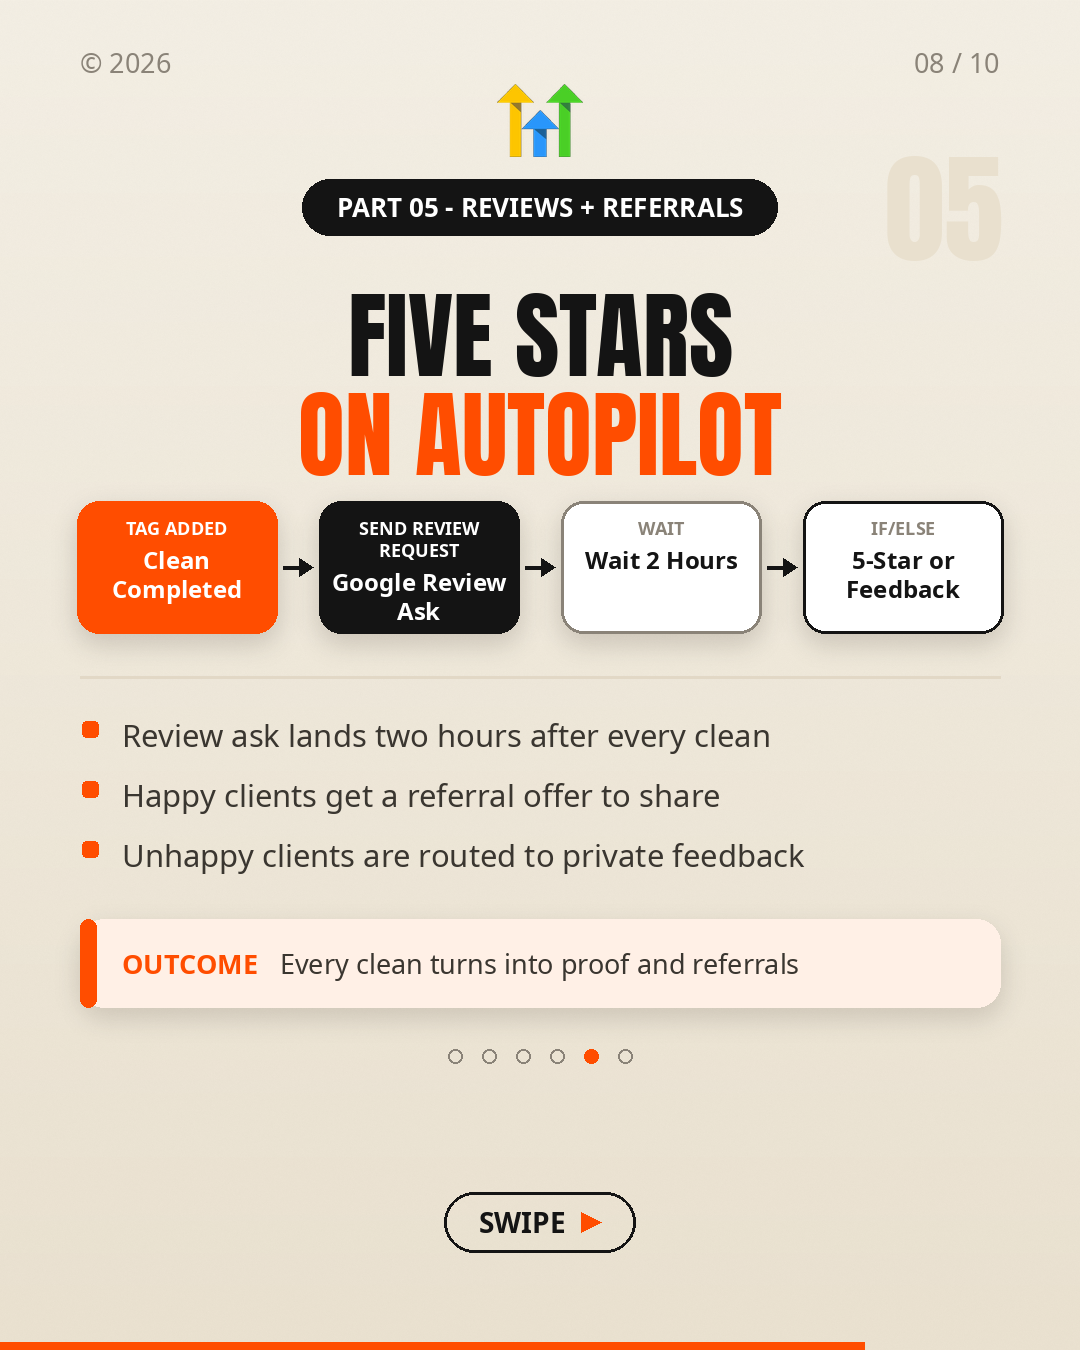 © 2026
08 / 10
PART 05 - REVIEWS + REFERRALS
05
FIVE STARS
ON AUTOPILOT
TAG ADDED
Clean
Completed
SEND REVIEW
REQUEST
Google Review
Ask
WAIT
Wait 2 Hours
IF/ELSE
5-Star or
Feedback
Review ask lands two hours after every clean
Happy clients get a referral offer to share
Unhappy clients are routed to private feedback
OUTCOME Every clean turns into proof and referrals
SWIPE